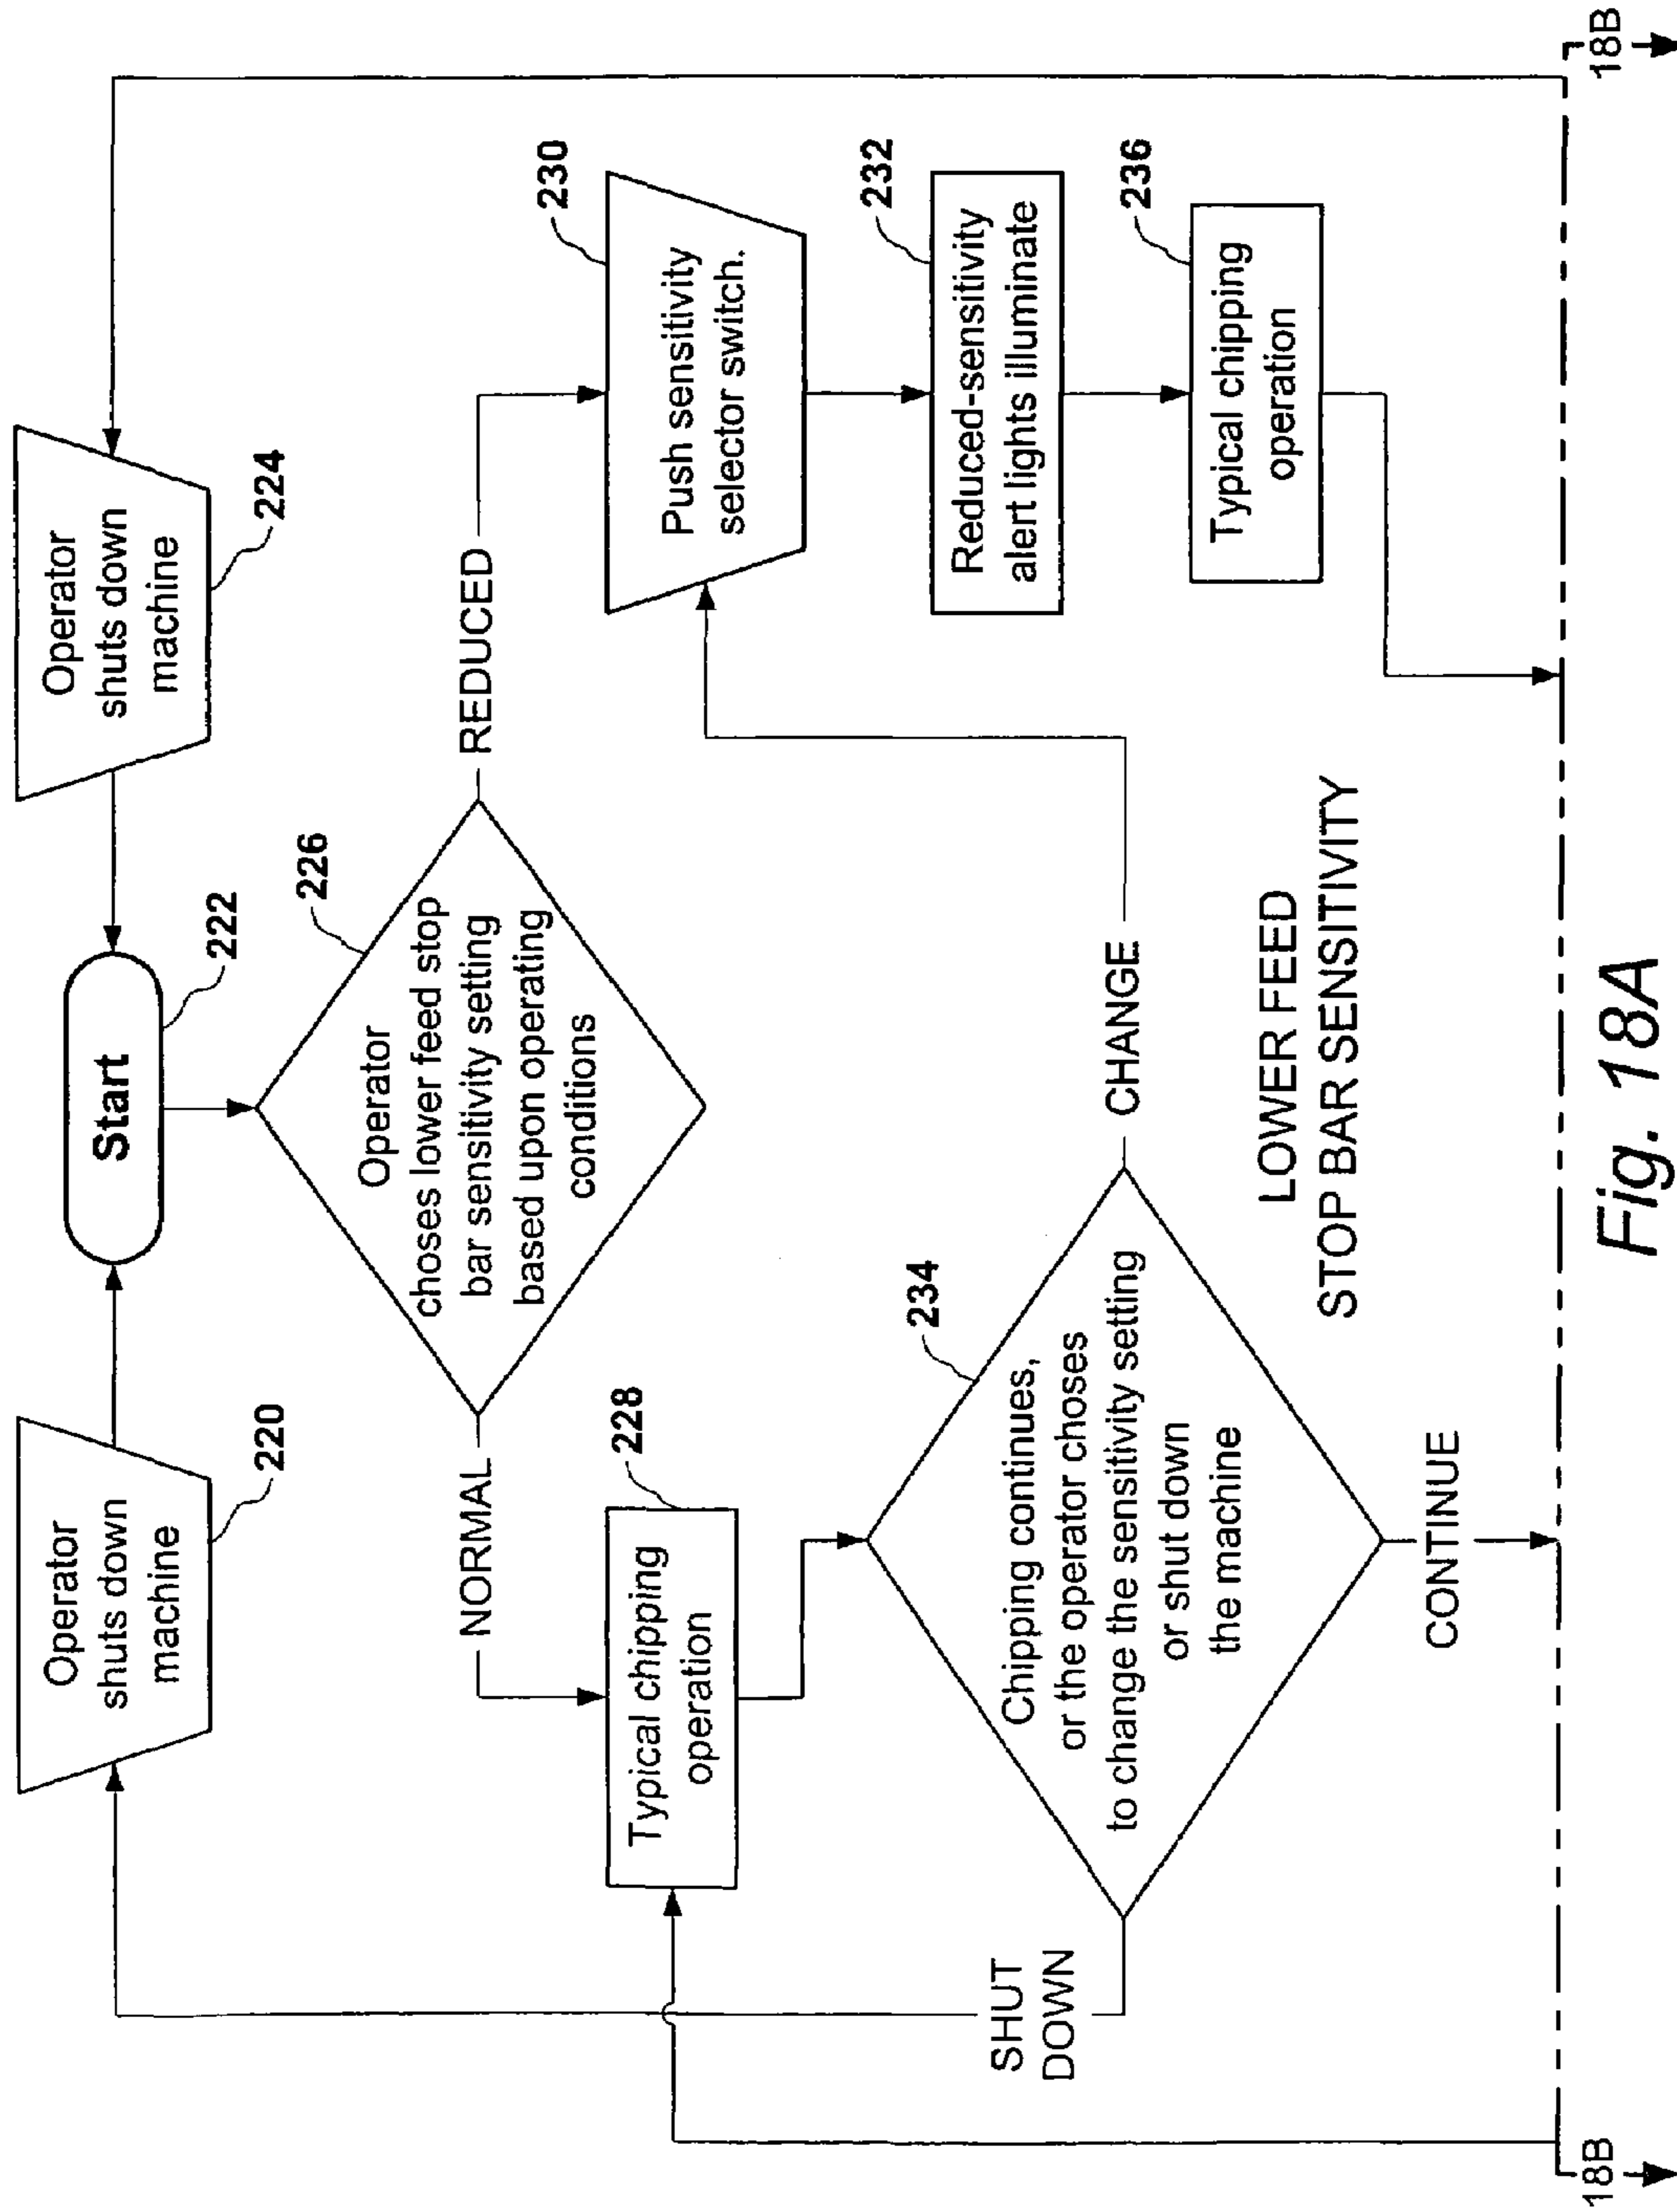 Operator
shuts down
machine
220
Start
222
Operator
shuts down
machine
224
Operator
choses lower feed stop
bar sensitivity setting
based upon operating
conditions
226
NORMAL
REDUCED
Typical chipping
operation
228
Push sensitivity
selector switch.
230
Reduced-sensitivity
alert lights illuminate
232
Chipping continues,
or the operator choses
to change the sensitivity setting
or shut down
the machine
234
SHUT
DOWN
CHANGE
CONTINUE
Typical chipping
operation
236
LOWER FEED
STOP BAR SENSITIVITY
18B
18B
Fig. 18A